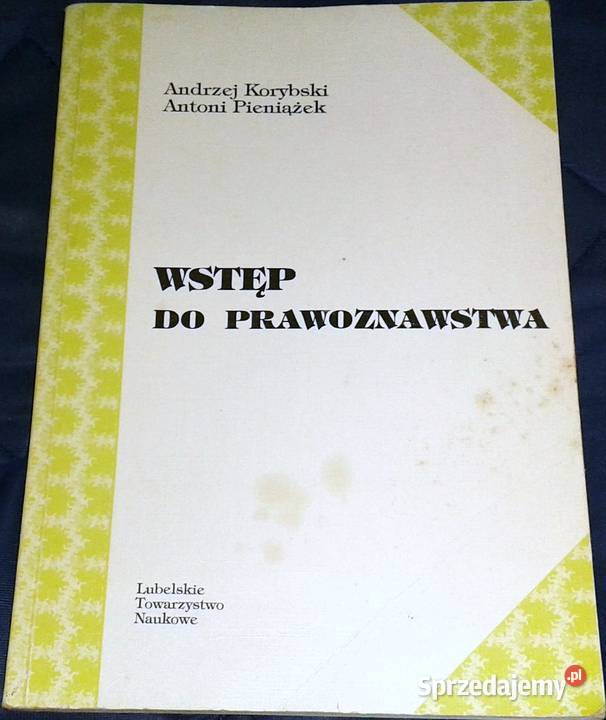 Andrzej Korybski
Antoni Pieniążek
WSTĘP
DO PRAWOZNAWSTWA
Lubelskie
Towarzystwo
Naukowe
Sprzedajemy.pl